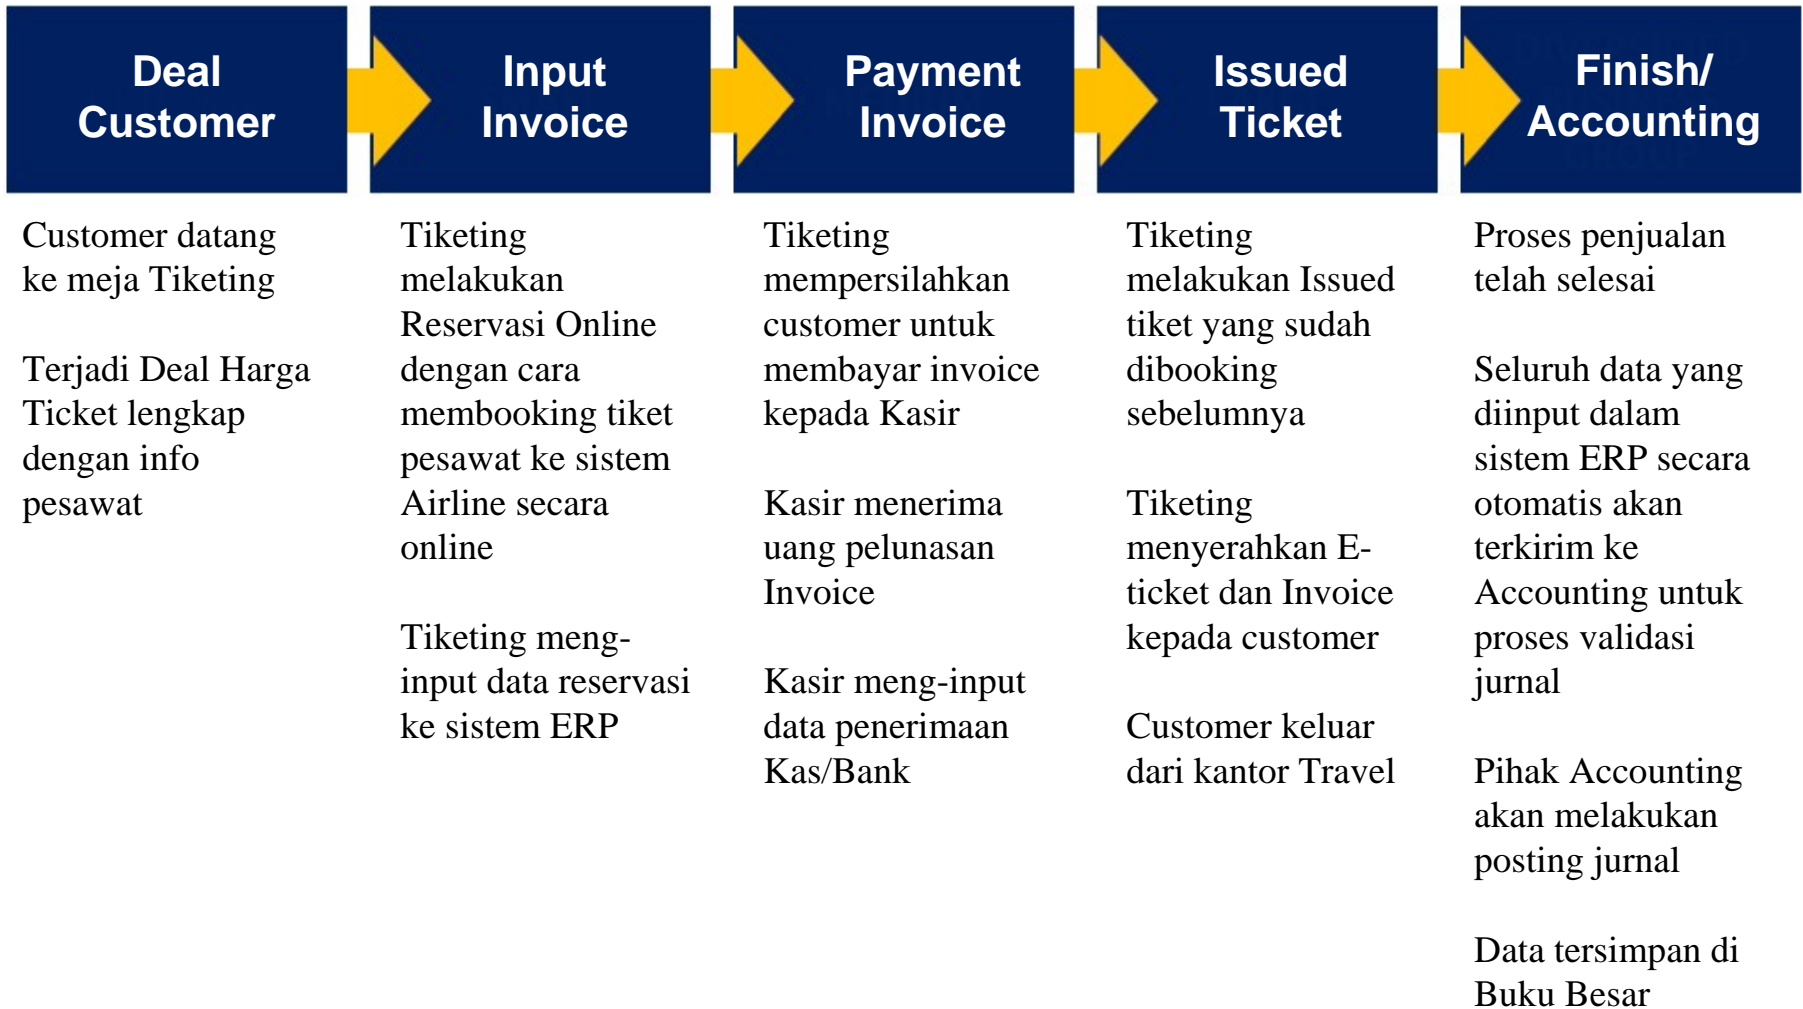 Deal
Customer
Input
Invoice
Payment
Invoice
Issued
Ticket
Finish/
Accounting
Customer datang
ke meja Tiketing
Terjadi Deal Harga
Ticket lengkap
dengan info
pesawat
Tiketing
melakukan
Reservasi Online
dengan cara
membooking tiket
pesawat ke sistem
Airline secara
online
Tiketing meng-
input data reservasi
ke sistem ERP
Tiketing
mempersilahkan
customer untuk
membayar invoice
kepada Kasir
Kasir menerima
uang pelunasan
Invoice
Kasir meng-input
data penerimaan
Kas/Bank
Tiketing
melakukan Issued
tiket yang sudah
dibooking
sebelumnya
Tiketing
menyerahkan E-
ticket dan Invoice
kepada customer
Customer keluar
dari kantor Travel
Proses penjualan
telah selesai
Seluruh data yang
diinput dalam
sistem ERP secara
otomatis akan
terkirim ke
Accounting untuk
proses validasi
jurnal
Pihak Accounting
akan melakukan
posting jurnal
Data tersimpan di
Buku Besar